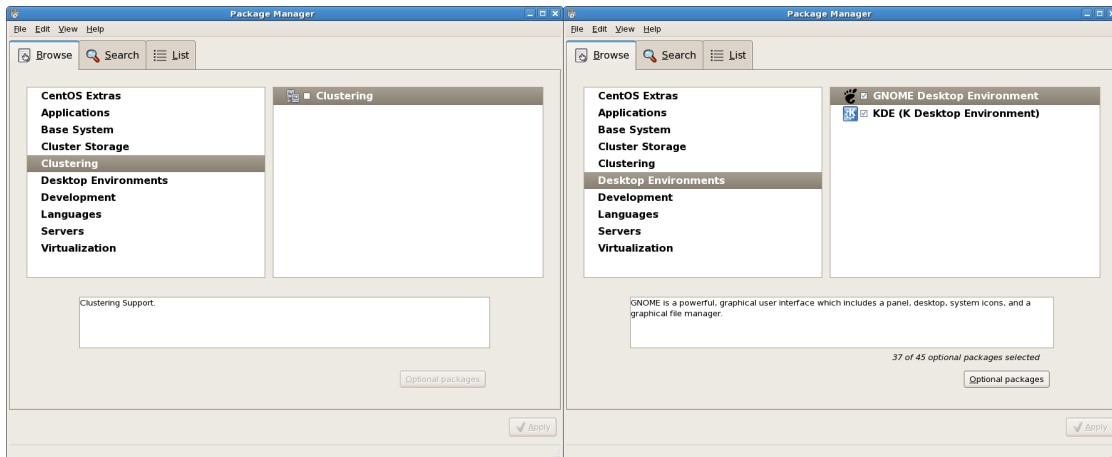 Package Manager
File Edit View Help
Browse Search List
CentOS Extras
Applications
Base System
Cluster Storage
Clustering
Desktop Environments
Development
Languages
Servers
Virtualization
Clustering
Clustering Support.
Optional packages
Apply
Package Manager
File Edit View Help
Browse Search List
CentOS Extras
Applications
Base System
Cluster Storage
Clustering
Desktop Environments
Development
Languages
Servers
Virtualization
GNOME Desktop Environment
KDE (K Desktop Environment)
GNOME is a powerful, graphical user interface which includes a panel, desktop, system icons, and a
graphical file manager.
37 of 45 optional packages selected
Optional packages
Apply